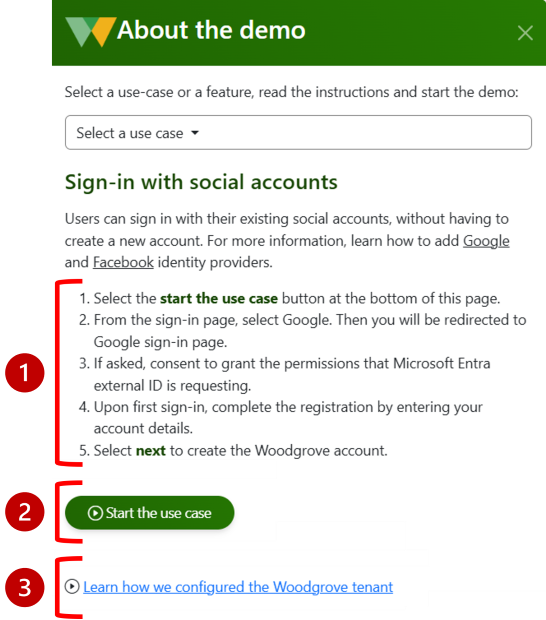 About the demo
Select a use-case or a feature, read the instructions and start the demo:
Select a use case
Sign-in with social accounts
Users can sign in with their existing social accounts, without having to
create a new account. For more information, learn how to add Google
and Facebook identity providers.
1. Select the start the use case button at the bottom of this page.
2. From the sign-in page, select Google. Then you will be redirected to
Google sign-in page.
3. If asked, consent to grant the permissions that Microsoft Entra
external ID is requesting.
4. Upon first sign-in, complete the registration by entering your
account details.
5. Select next to create the Woodgrove account.
1
2
Start the use case
3
Learn how we configured the Woodgrove tenant